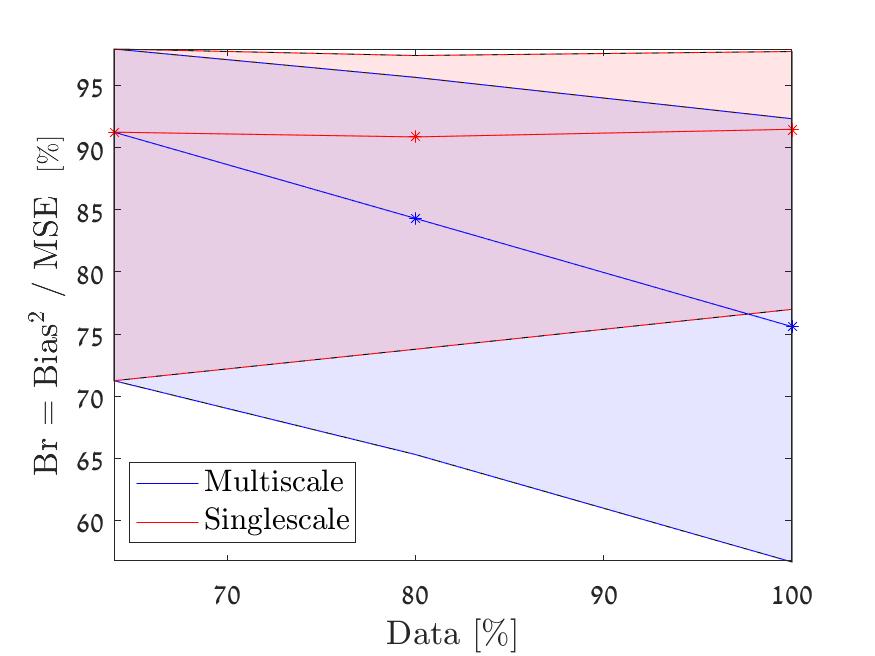 95
90
85
80
75
70
65
60
Br = Bias² / MSE [%]
Multiscale
Singlescale
70 80 90 100
Data [%]